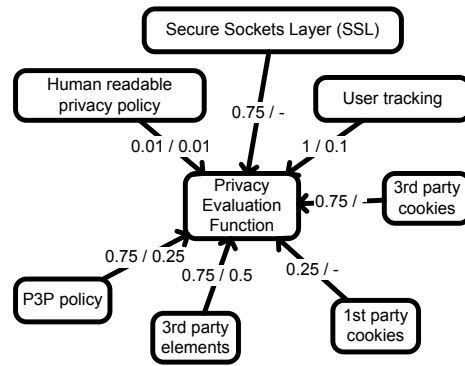 Secure Sockets Layer (SSL)
Human readable
privacy policy
User tracking
0.75 / -
0.01 / 0.01
1 / 0.1
Privacy
Evaluation
Function
0.75 / -
3rd party
cookies
0.75 / 0.25
0.75 / 0.5
0.25 / -
P3P policy
3rd party
elements
1st party
cookies